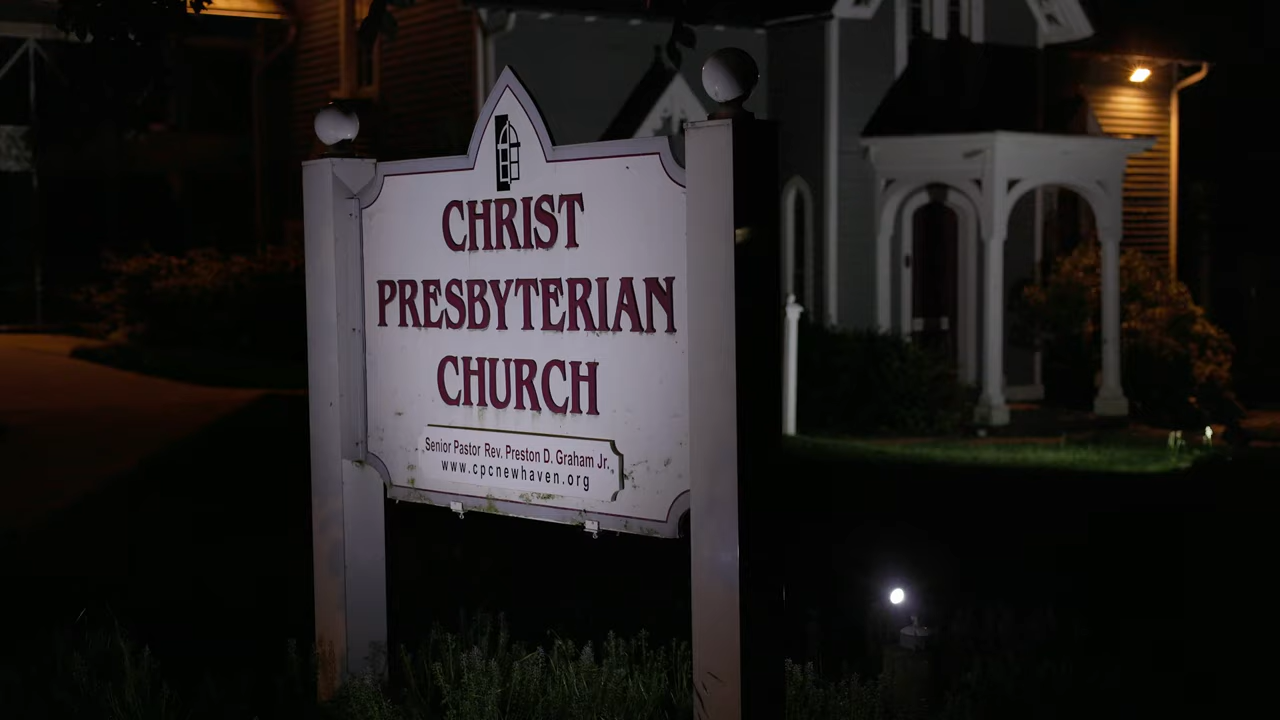 CHRIST
PRESBYTERIAN
CHURCH
Senior Pastor Rev. Preston D. Graham Jr.
www.cpcnewhaven.org